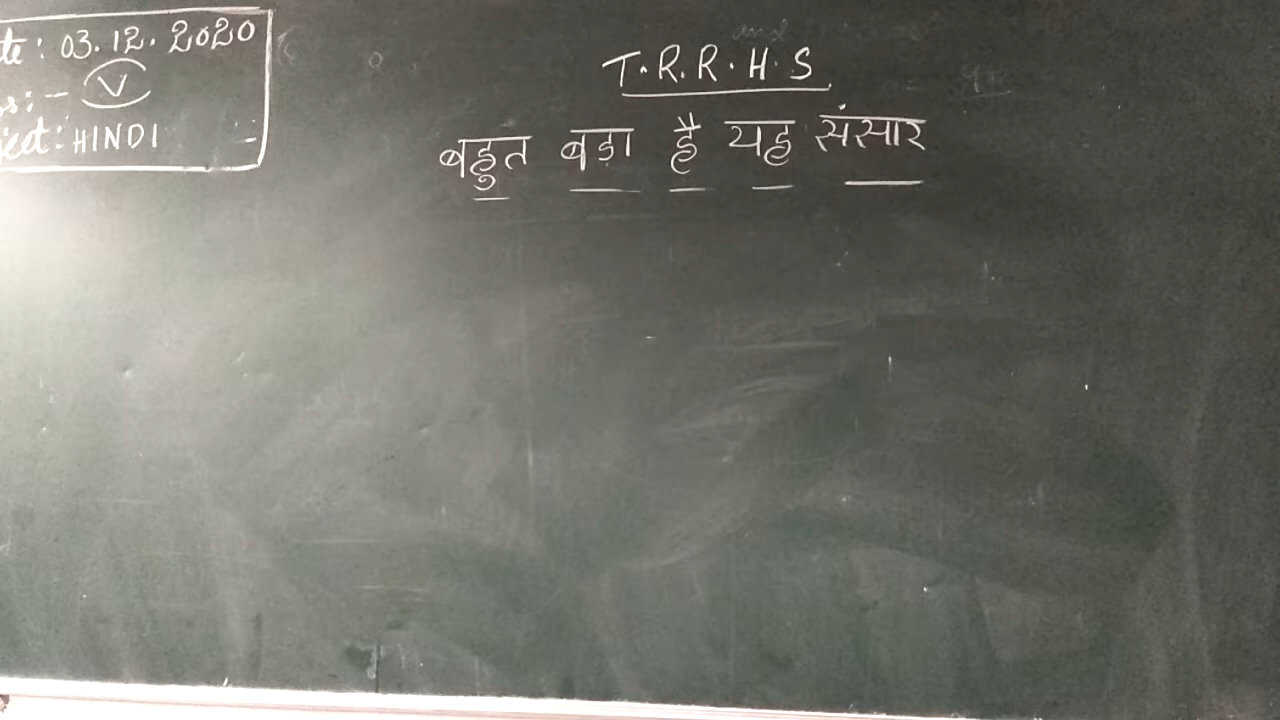 te: 03.12.2020
s:- V
ject: HINDI
T.R.R.H.S
बहुत बड़ा है यह संसार